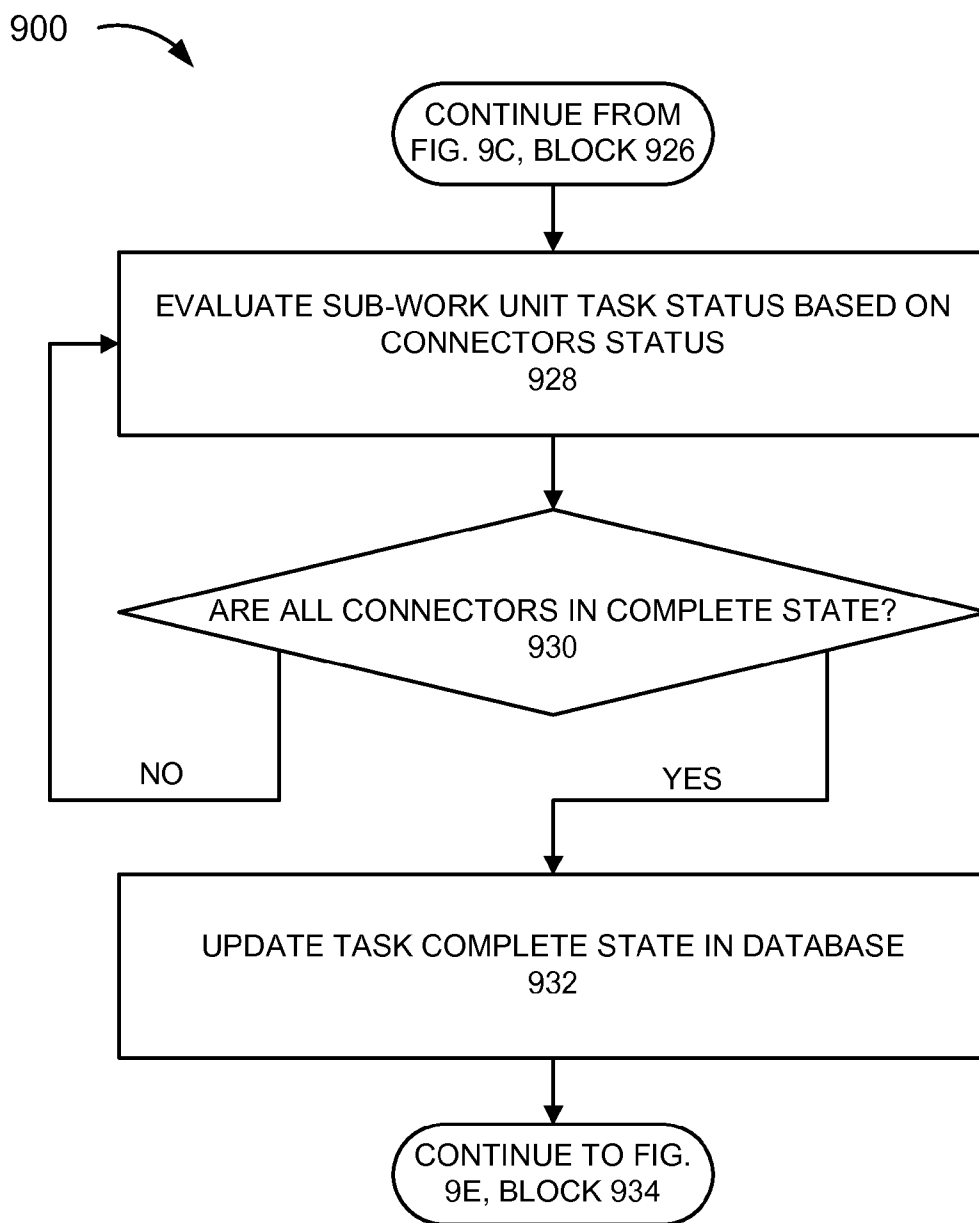 900
CONTINUE FROM
FIG. 9C, BLOCK 926
EVALUATE SUB-WORK UNIT TASK STATUS BASED ON
CONNECTORS STATUS
928
ARE ALL CONNECTORS IN COMPLETE STATE?
930
NO
YES
UPDATE TASK COMPLETE STATE IN DATABASE
932
CONTINUE TO FIG.
9E, BLOCK 934